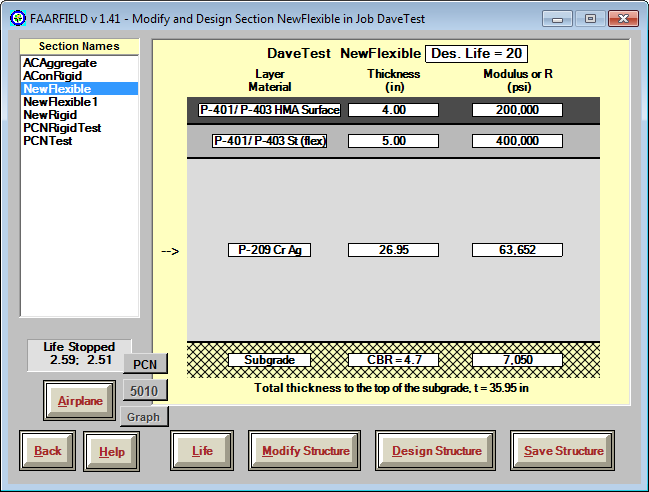 FAARFIELD v 1.41 - Modify and Design Section NewFlexible in Job DaveTest
Section Names
ACAggregate
AConRigid
NewFlexible
NewFlexible1
NewRigid
PCNRigidTest
PCNTest
DaveTest NewFlexible Des. Life = 20
Layer Material
Thickness (in)
Modulus or R (psi)
P-401/ P-403 HMA Surface 4.00 200,000
P-401/ P-403 St (flex) 5.00 400,000
--> P-209 Cr Ag 26.95 63,652
Subgrade CBR = 4.7 7,050
Total thickness to the top of the subgrade, t = 35.95 in
Life Stopped
2.59; 2.51
PCN
5010
Graph
Airplane
Back Help Life Modify Structure Design Structure Save Structure